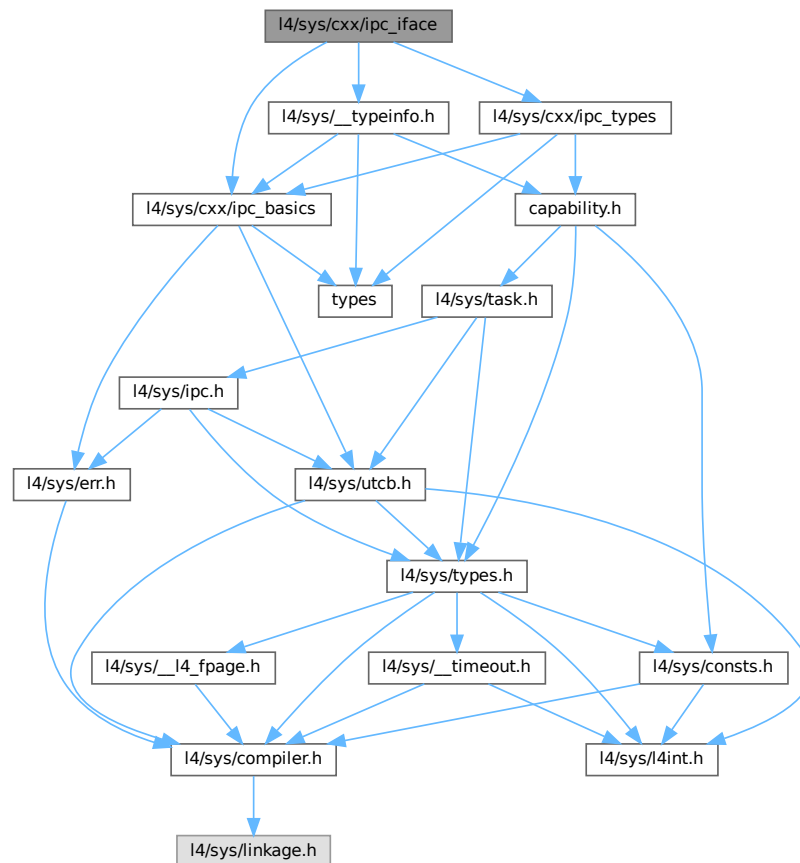 l4/sys/cxx/ipc_iface
l4/sys/__typeinfo.h
l4/sys/cxx/ipc_types
l4/sys/cxx/ipc_basics
capability.h
types
l4/sys/task.h
l4/sys/ipc.h
l4/sys/err.h
l4/sys/utcb.h
l4/sys/types.h
l4/sys/__l4_fpage.h
l4/sys/__timeout.h
l4/sys/consts.h
l4/sys/compiler.h
l4/sys/l4int.h
l4/sys/linkage.h